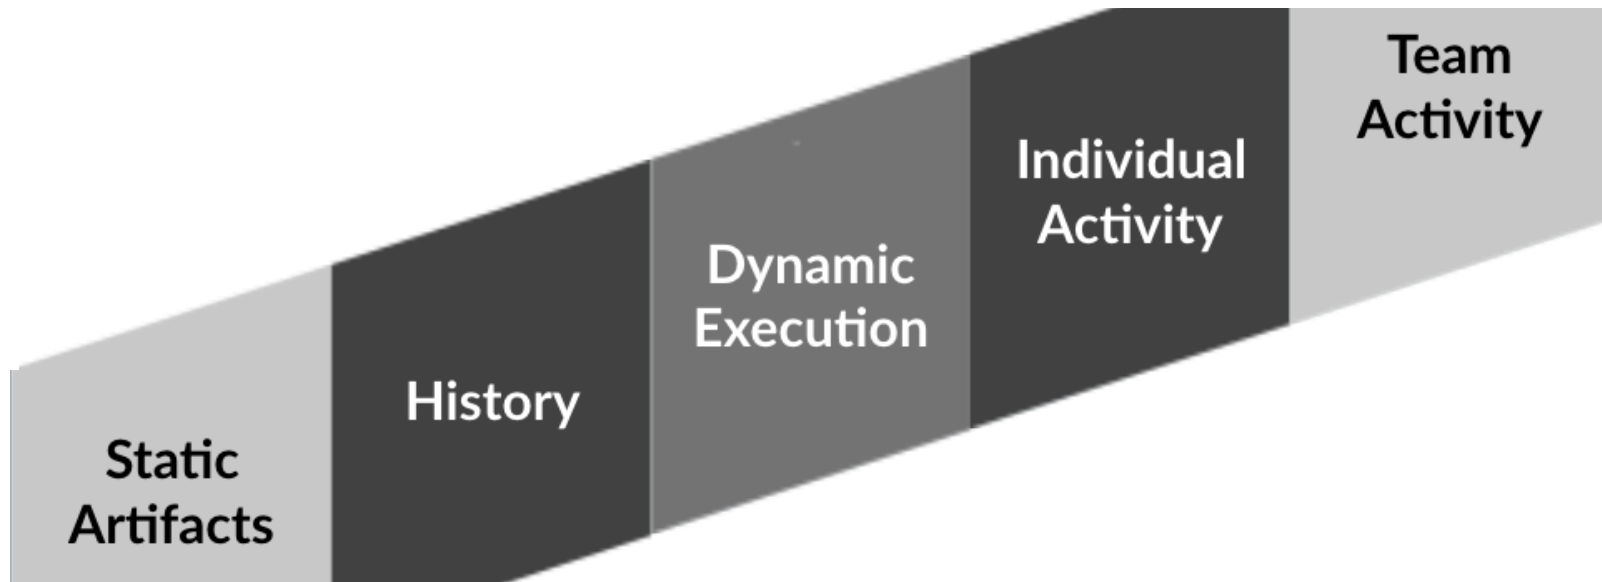 Static
Artifacts
History
Dynamic
Execution
Individual
Activity
Team
Activity